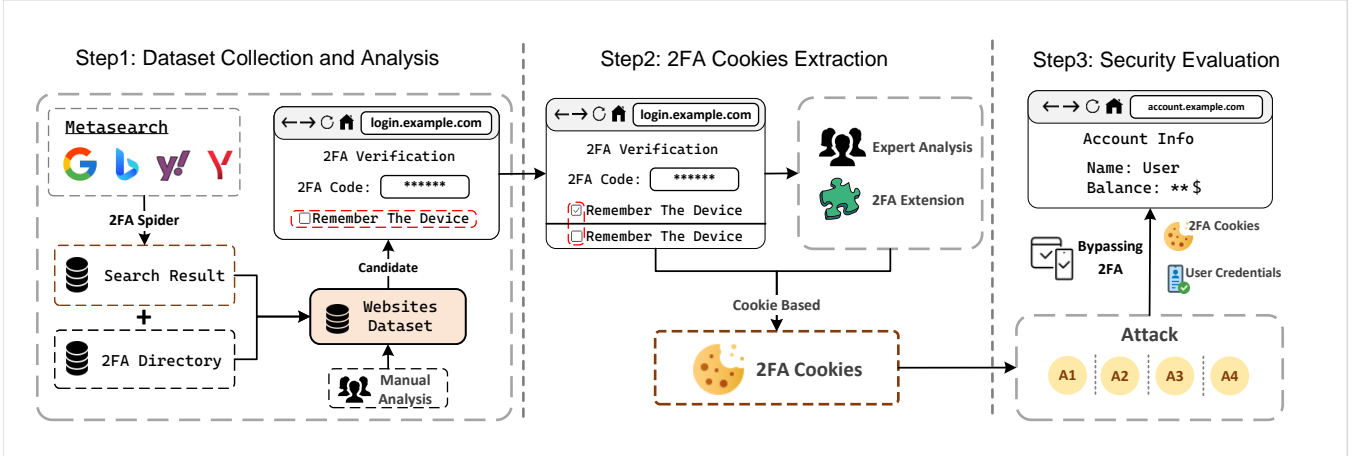 Step1: Dataset Collection and Analysis
Metasearch
G
b
y!
Y
2FA Spider
Search Result
+
2FA Directory
login.example.com
2FA Verification
2FA Code: ******
Remember The Device
Candidate
Websites
Dataset
Manual
Analysis
Step2: 2FA Cookies Extraction
login.example.com
2FA Verification
2FA Code: ******
Remember The Device
Remember The Device
Expert Analysis
2FA Extension
Cookie Based
2FA Cookies
Step3: Security Evaluation
account.example.com
Account Info
Name: User
Balance: **$
Bypassing
2FA
2FA Cookies
User Credentials
Attack
A1 A2 A3 A4